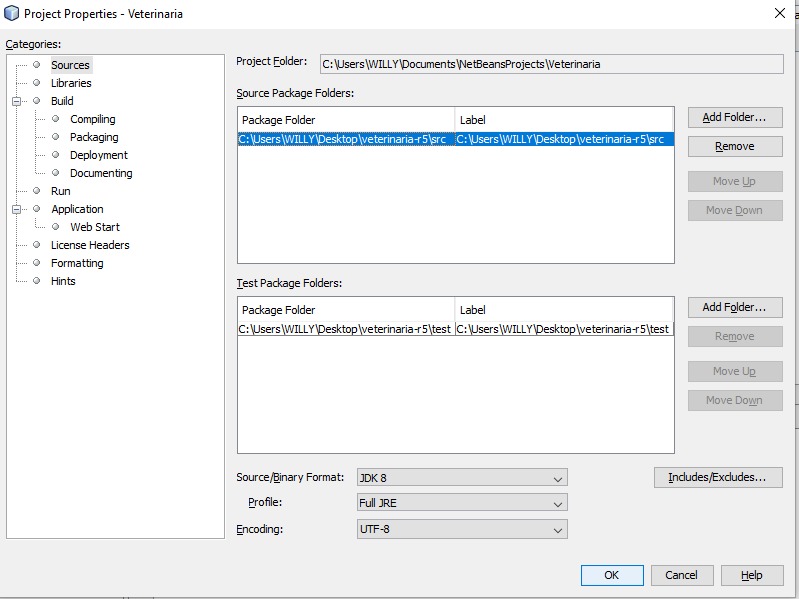 Project Properties - Veterinaria
Categories:
Sources
Libraries
Build
Compiling
Packaging
Deployment
Documenting
Run
Application
Web Start
License Headers
Formatting
Hints
Project Folder: C:\Users\WILLY\Documents\NetBeansProjects\Veterinaria
Source Package Folders:
Package Folder Label
C:\Users\WILLY\Desktop\veterinaria-r5\src C:\Users\WILLY\Desktop\veterinaria-r5\src
Add Folder...
Remove
Move Up
Move Down
Test Package Folders:
Package Folder Label
C:\Users\WILLY\Desktop\veterinaria-r5\test C:\Users\WILLY\Desktop\veterinaria-r5\test
Add Folder...
Remove
Move Up
Move Down
Source/Binary Format: JDK 8
Includes/Excludes...
Profile: Full JRE
Encoding: UTF-8
OK Cancel Help